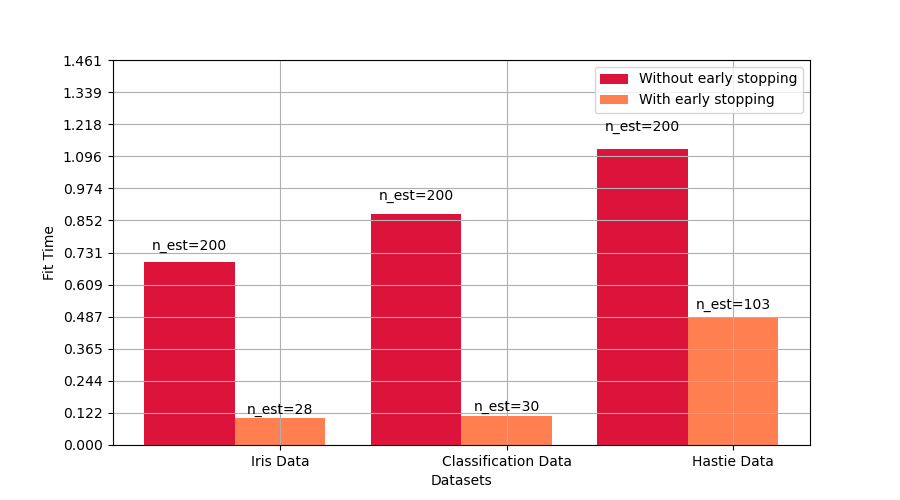 1.461
1.339
1.218
1.096
0.974
0.852
0.731
0.609
0.487
0.365
0.244
0.122
0.000
Fit Time
Without early stopping
With early stopping
n_est=200
n_est=28
n_est=200
n_est=30
n_est=200
n_est=103
Iris Data
Classification Data
Hastie Data
Datasets